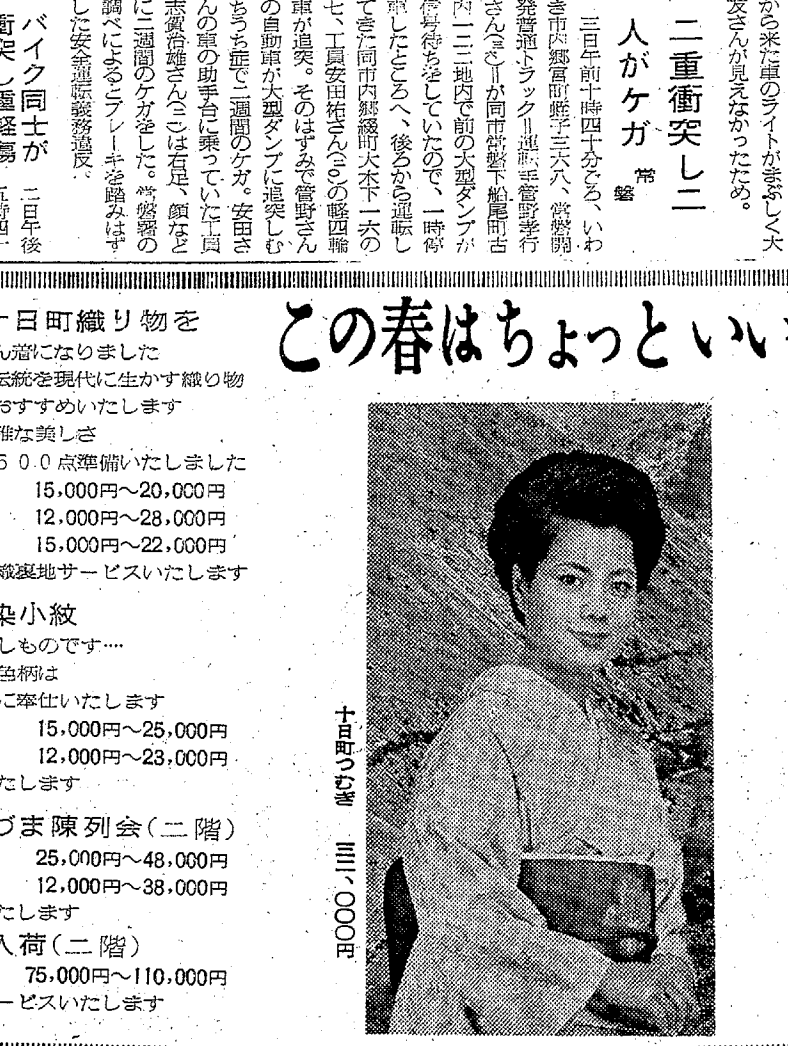 から来た車のライトがまぶしく大
友さんが見えなかったため。
二重衝突し二
人がケガ 常磐
三日午前十時四十分ごろ、いわ
き市内郷宮町蛭子三六八、常磐開
発普通トラック＝運転手菅野孝行
さん
が同市常磐下船尾町古
内一二二地内で前の大型ダンプが
信号待ちをしていたので、一時停
車したところへ、後ろから運転し
てきた同市内郷綴町大木下一六の
七、工員安田祐さん
の軽四輪
車が追突。そのはずみで菅野さん
の自動車が大型ダンプに追突しむ
ちうち症で二週間のケガ。安田さ
んの車の助手台に乗っていた工員
志賀治雄さん
は右足、顔など
に二週間のケガをした。常磐署の
調べによるとブレーキを踏みはず
した安全運転義務違反。
バイク同士が
衝突し重軽傷
二日午後
五時四十
この春はちょっといい
十日町織り物を
ん着になりました
伝統を現代に生かす織り物
おすすめいたします
雅な美しさ
500点準備いたしました
15,000円～20,000円
12,000円～28,000円
15,000円～22,000円
裏地サービスいたします
染小紋
しものです‥‥
色柄は
ご奉仕いたします
15,000円～25,000円
12,000円～23,000円
たします
づま陳列会(二階)
25,000円～48,000円
12,000円～38,000円
たします
入荷(二階)
75,000円～110,000円
ービスいたします
十日町つむぎ 三二、〇〇〇円